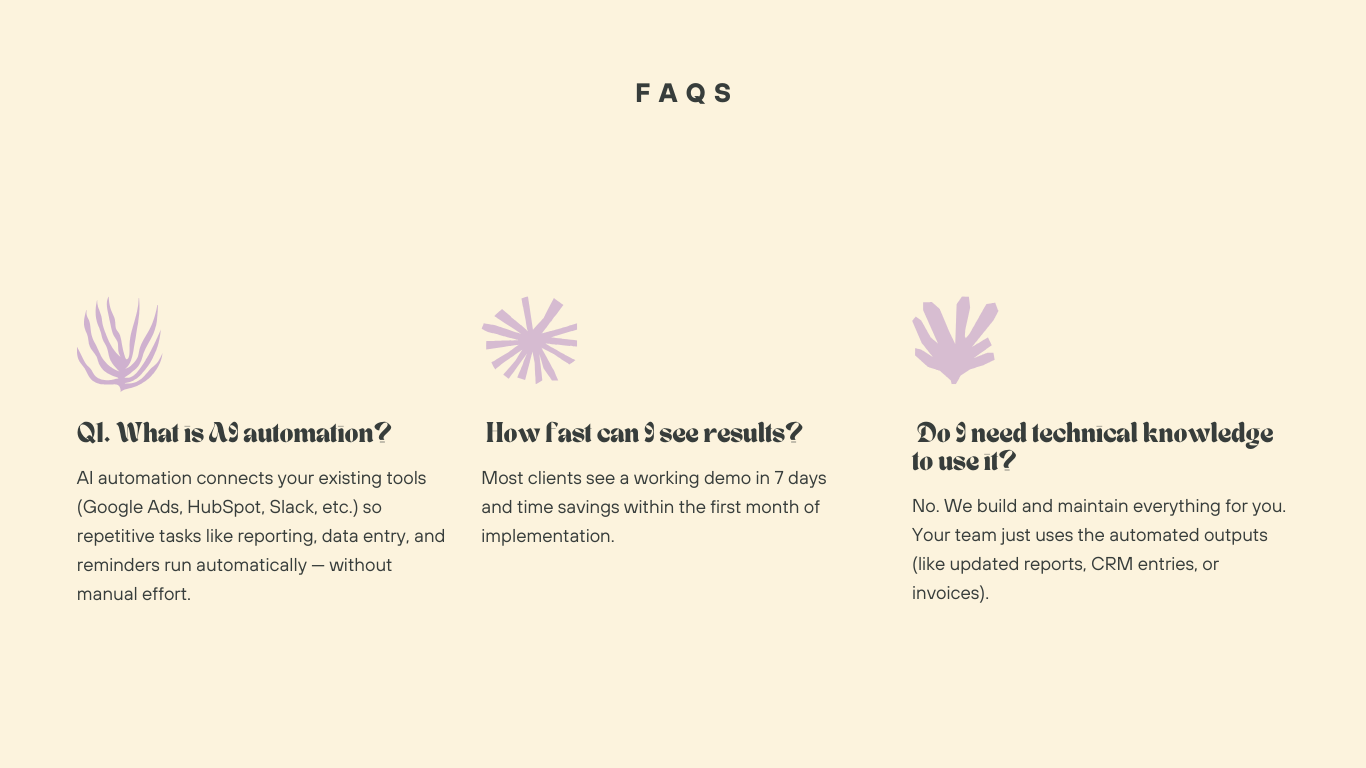 FAQS
Q1. What is AI automation?
AI automation connects your existing tools
(Google Ads, HubSpot, Slack, etc.) so
repetitive tasks like reporting, data entry, and
reminders run automatically — without
manual effort.
How fast can I see results?
Most clients see a working demo in 7 days
and time savings within the first month of
implementation.
Do I need technical knowledge
to use it?
No. We build and maintain everything for you.
Your team just uses the automated outputs
(like updated reports, CRM entries, or
invoices).